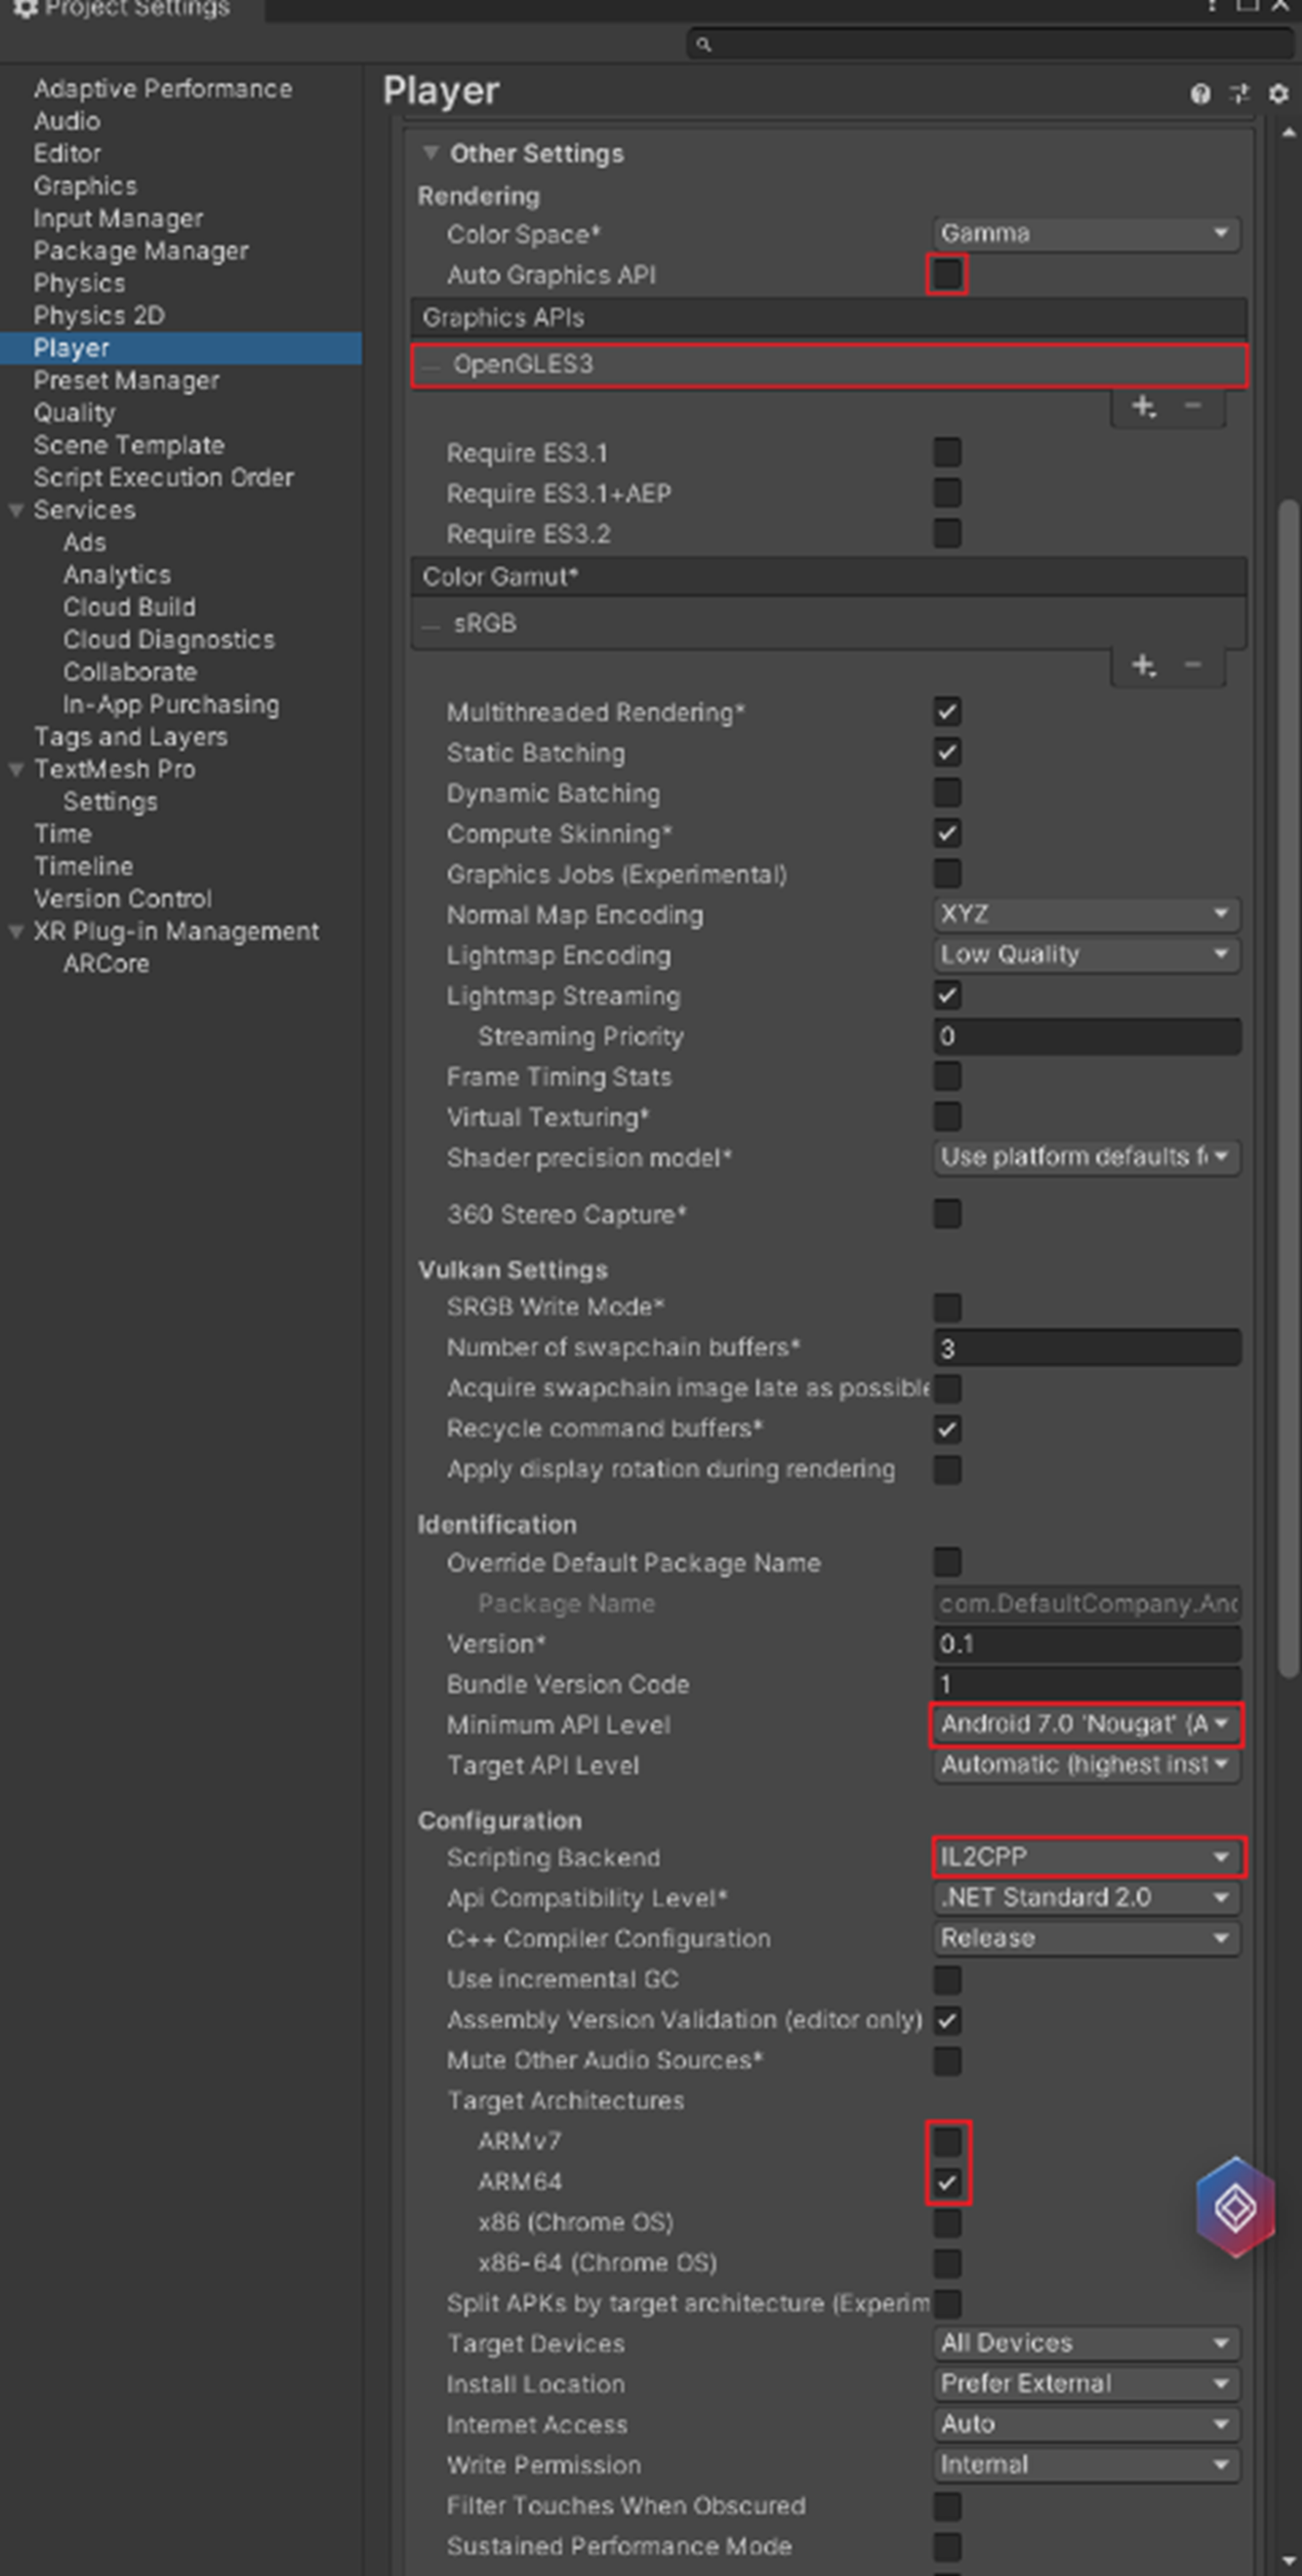 Project Settings
Adaptive Performance
Audio
Editor
Graphics
Input Manager
Package Manager
Physics
Physics 2D
Player
Preset Manager
Quality
Scene Template
Script Execution Order
Services
Ads
Analytics
Cloud Build
Cloud Diagnostics
Collaborate
In-App Purchasing
Tags and Layers
TextMesh Pro
Settings
Time
Timeline
Version Control
XR Plug-in Management
ARCore
Player
Other Settings
Rendering
Color Space* Gamma
Auto Graphics API
Graphics APIs
OpenGLES3
Require ES3.1
Require ES3.1+AEP
Require ES3.2
Color Gamut*
sRGB
Multithreaded Rendering*
Static Batching
Dynamic Batching
Compute Skinning*
Graphics Jobs (Experimental)
Normal Map Encoding XYZ
Lightmap Encoding Low Quality
Lightmap Streaming
Streaming Priority 0
Frame Timing Stats
Virtual Texturing*
Shader precision model* Use platform defaults f
360 Stereo Capture*
Vulkan Settings
SRGB Write Mode*
Number of swapchain buffers* 3
Acquire swapchain image late as possible
Recycle command buffers*
Apply display rotation during rendering
Identification
Override Default Package Name
Package Name com.DefaultCompany.And
Version* 0.1
Bundle Version Code 1
Minimum API Level Android 7.0 'Nougat' (A
Target API Level Automatic (highest inst
Configuration
Scripting Backend IL2CPP
Api Compatibility Level* .NET Standard 2.0
C++ Compiler Configuration Release
Use incremental GC
Assembly Version Validation (editor only)
Mute Other Audio Sources*
Target Architectures
ARMv7
ARM64
x86 (Chrome OS)
x86-64 (Chrome OS)
Split APKs by target architecture (Experim
Target Devices All Devices
Install Location Prefer External
Internet Access Auto
Write Permission Internal
Filter Touches When Obscured
Sustained Performance Mode